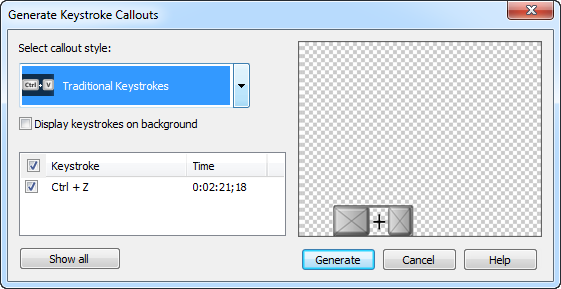 Generate Keystroke Callouts
Select callout style:
Ctrl + V Traditional Keystrokes
Display keystrokes on background
Keystroke Time
Ctrl + Z 0:02:21;18
+
Show all Generate Cancel Help